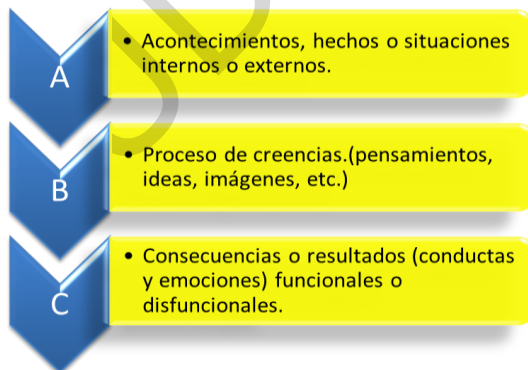 A
• Acontecimientos, hechos o situaciones
internos o externos.
B
• Proceso de creencias.(pensamientos,
ideas, imágenes, etc.)
C
• Consecuencias o resultados (conductas
y emociones) funcionales o
disfuncionales.